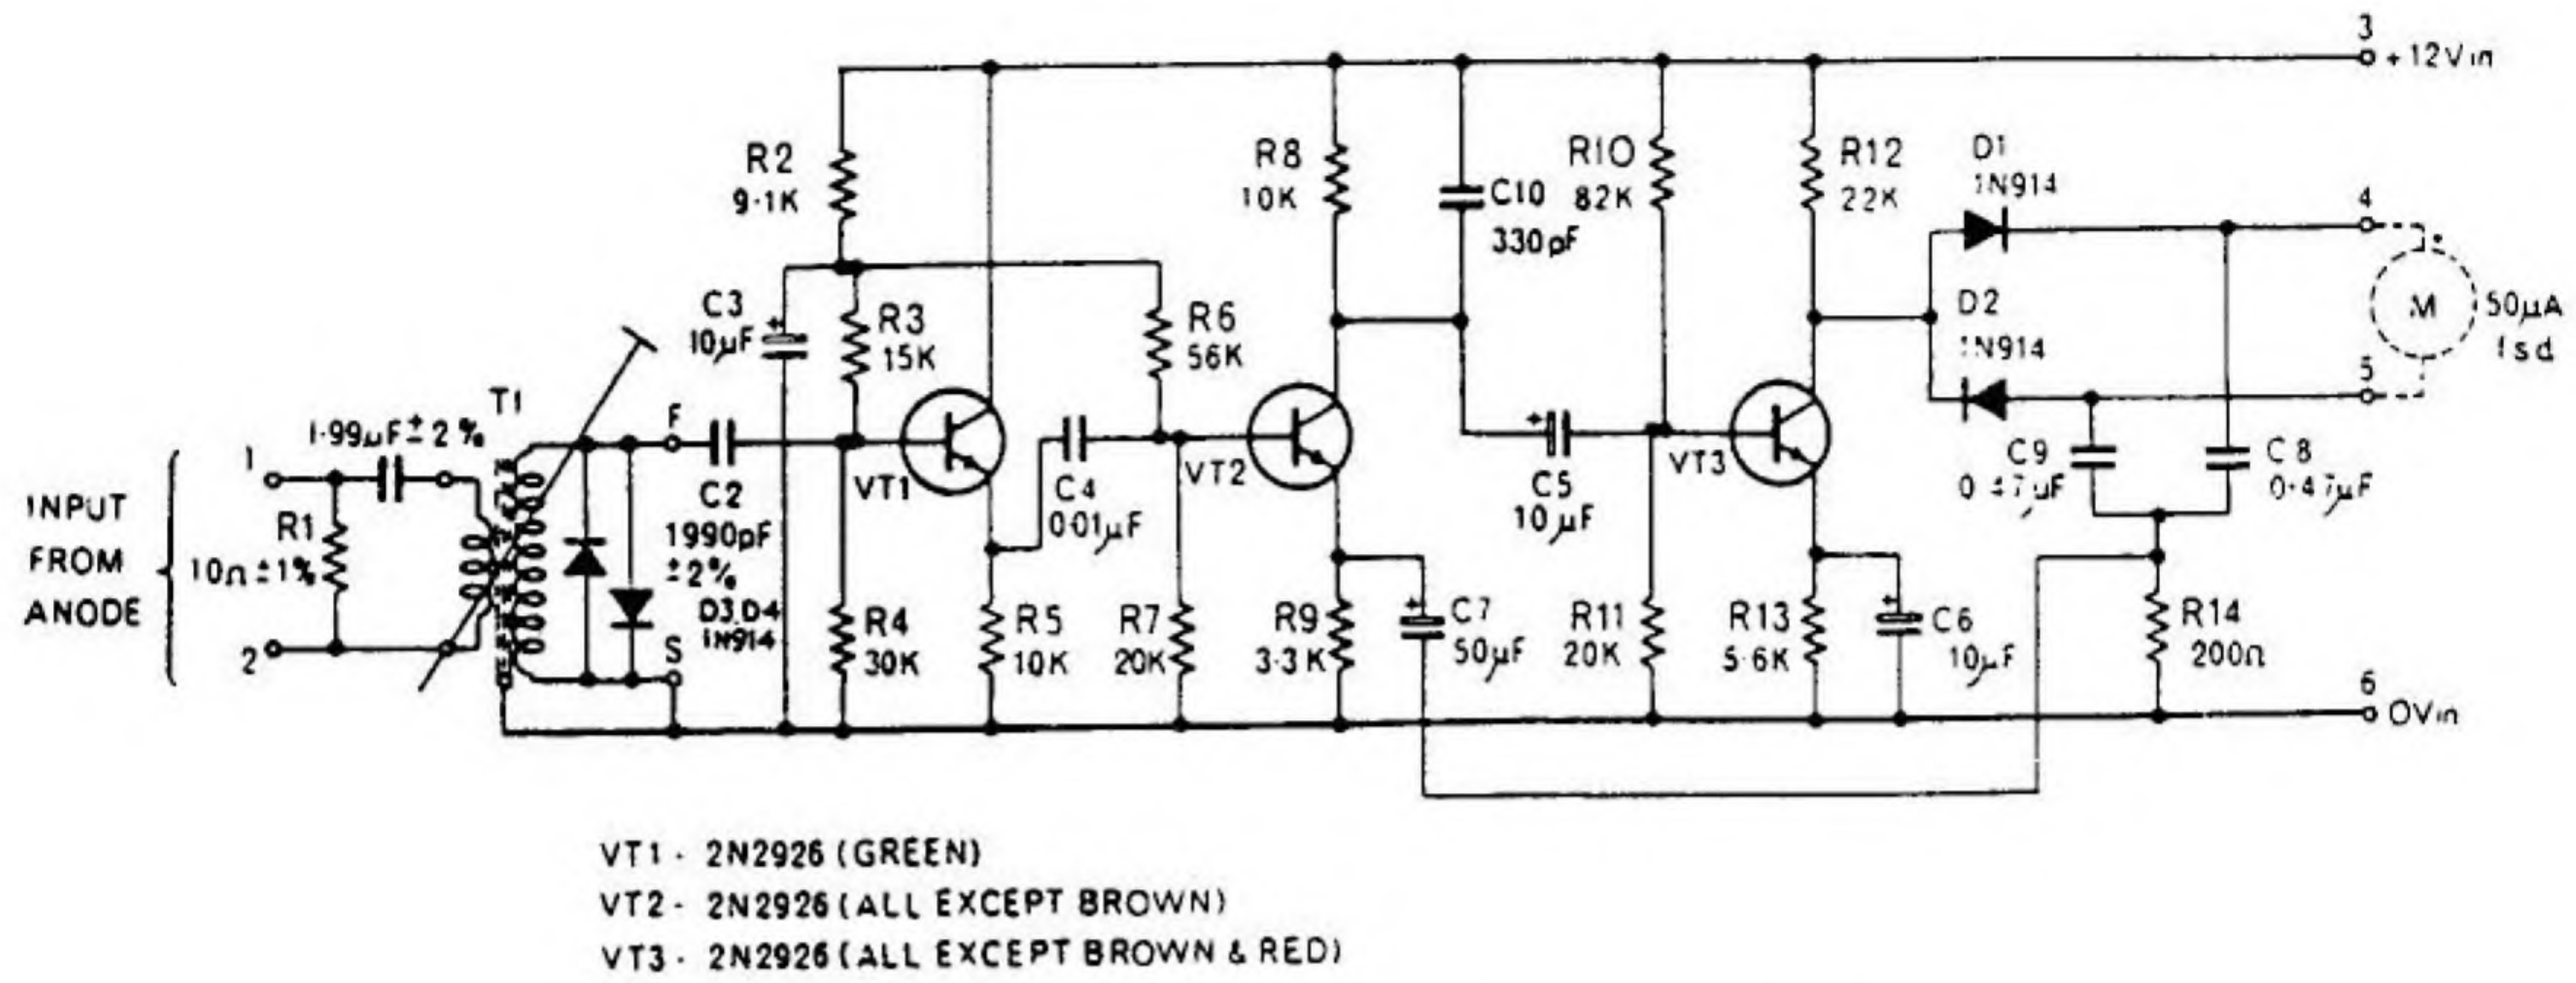 3
+12Vin
R2
9.1K
R8
10K
C10
330pF
R10
82K
R12
22K
D1
1N914
4
C3
10µF
R3
15K
R6
56K
D2
1N914
M
50µA
fsd
5
T1
1.99µF±2%
F
1
INPUT
FROM
ANODE
R1
10Ω±1%
2
C2
1990pF
±2%
D3,D4
1N914
S
VT1
C4
0.01µF
VT2
C5
10µF
VT3
C9
0.47µF
C8
0.47µF
R4
30K
R5
10K
R7
20K
R9
3.3K
C7
50µF
R11
20K
R13
5.6K
C6
10µF
R14
200Ω
6
0Vin
VT1 - 2N2926 (GREEN)
VT2 - 2N2926 (ALL EXCEPT BROWN)
VT3 - 2N2926 (ALL EXCEPT BROWN & RED)